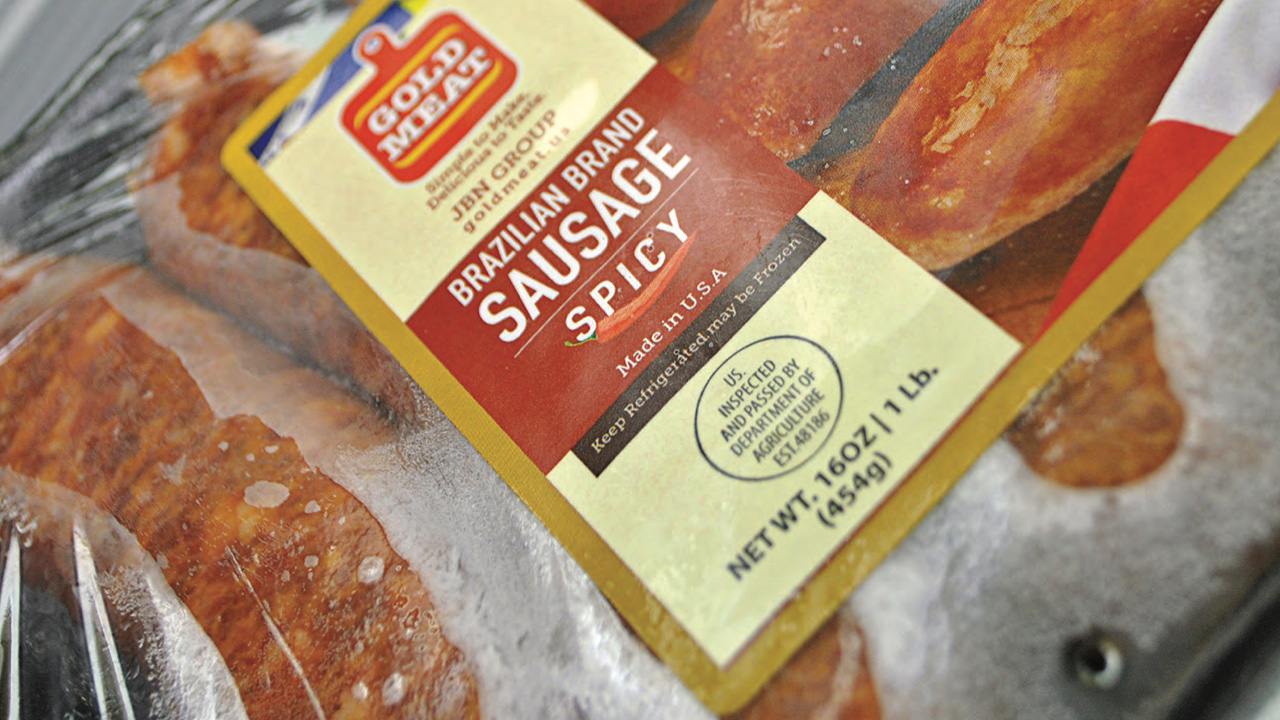 GOLD
MEAT
Simple to Make.
Delicious to Taste.
JBN GROUP
goldmeat.ua
BRAZILIAN BRAND
SAUSAGE
SPICY
Made in U.S.A
Keep Refrigerated may be Frozen
US.
INSPECTED
AND PASSED BY
DEPARTMENT OF
AGRICULTURE
EST.48186
NET WT. 16OZ | 1 Lb.
(454g)